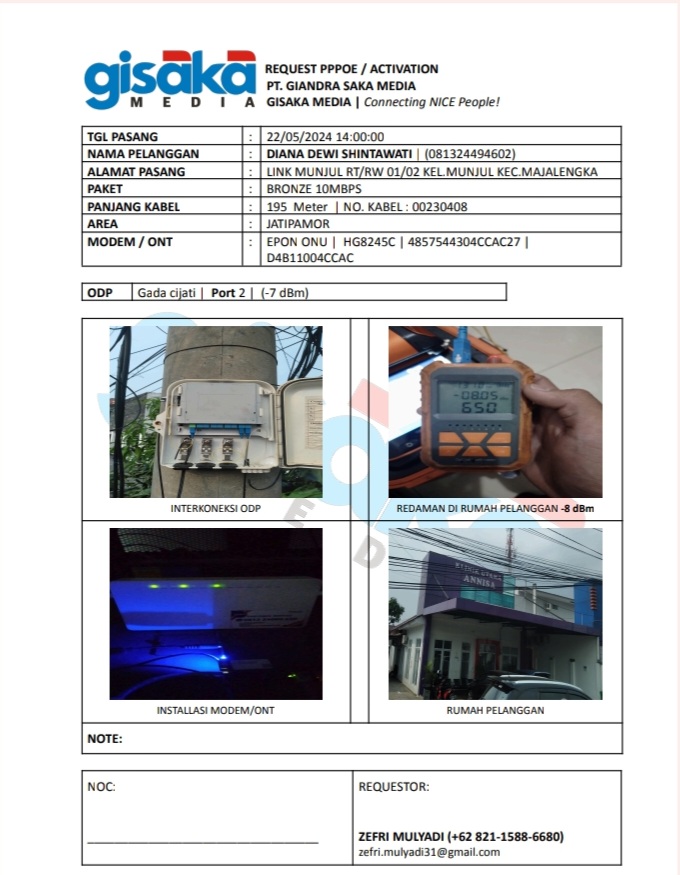 gisaka
MEDIA
REQUEST PPPOE / ACTIVATION
PT. GIANDRA SAKA MEDIA
GISAKA MEDIA | Connecting NICE People!
TGL PASANG : 22/05/2024 14:00:00
NAMA PELANGGAN : DIANA DEWI SHINTAWATI | (081324494602)
ALAMAT PASANG : LINK MUNJUL RT/RW 01/02 KEL.MUNJUL KEC.MAJALENGKA
PAKET : BRONZE 10MBPS
PANJANG KABEL : 195 Meter | NO. KABEL : 00230408
AREA : JATIPAMOR
MODEM / ONT : EPON ONU | HG8245C | 4857544304CCAC27 |
D4B11004CCAC
ODP Gada cijati | Port 2 | (-7 dBm)
-08.05
650
INTERKONEKSI ODP
REDAMAN DI RUMAH PELANGGAN -8 dBm
ANNISA
INSTALLASI MODEM/ONT
RUMAH PELANGGAN
NOTE:
NOC:
REQUESTOR:
ZEFRI MULYADI (+62 821-1588-6680)
zefri.mulyadi31@gmail.com